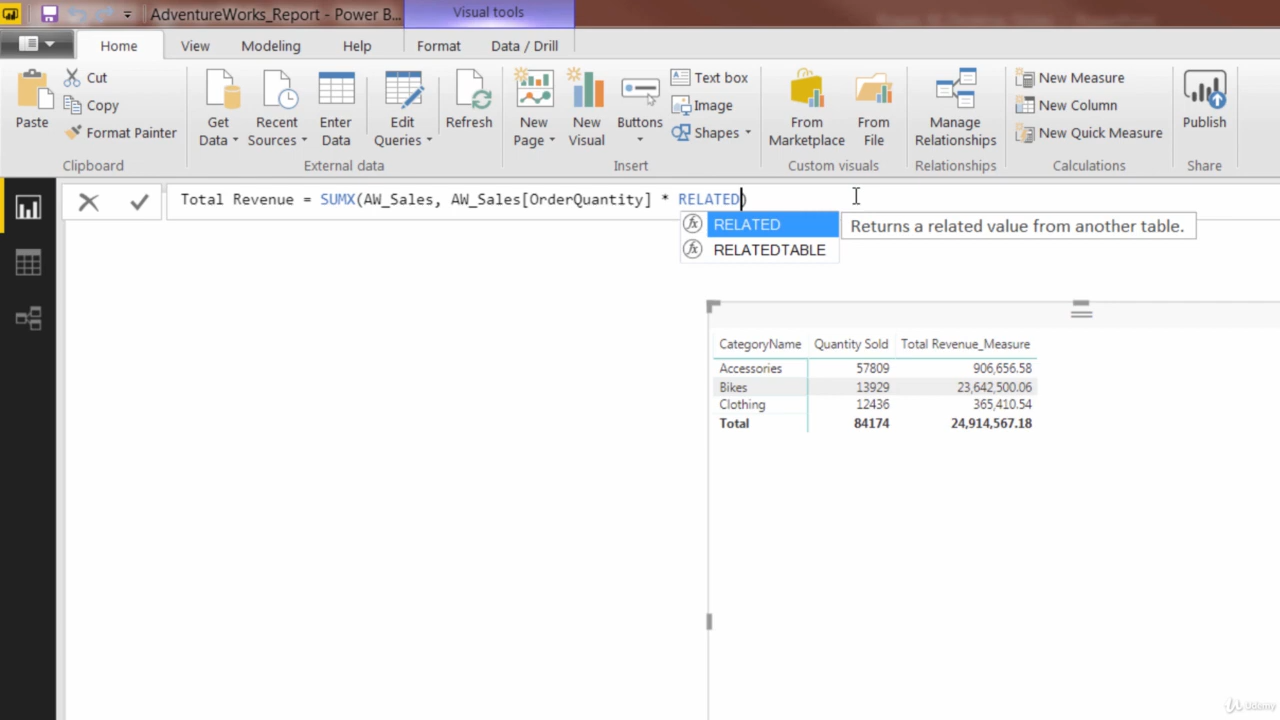 AdventureWorks_Report - Power B...
Visual tools
Home View Modeling Help Format Data / Drill
Paste
Cut
Copy
Format Painter
Clipboard
Get Data
Recent Sources
Enter Data
Edit Queries
Refresh
External data
New Page
New Visual
Buttons
Text box
Image
Shapes
Insert
From Marketplace
From File
Custom visuals
Manage Relationships
Relationships
New Measure
New Column
New Quick Measure
Calculations
Publish
Share
Total Revenue = SUMX(AW_Sales, AW_Sales[OrderQuantity] * RELATED)
RELATED
Returns a related value from another table.
RELATEDTABLE
CategoryName Quantity Sold Total Revenue_Measure
Accessories 57809 906,656.58
Bikes 13929 23,642,500.06
Clothing 12436 365,410.54
Total 84174 24,914,567.18
Udemy